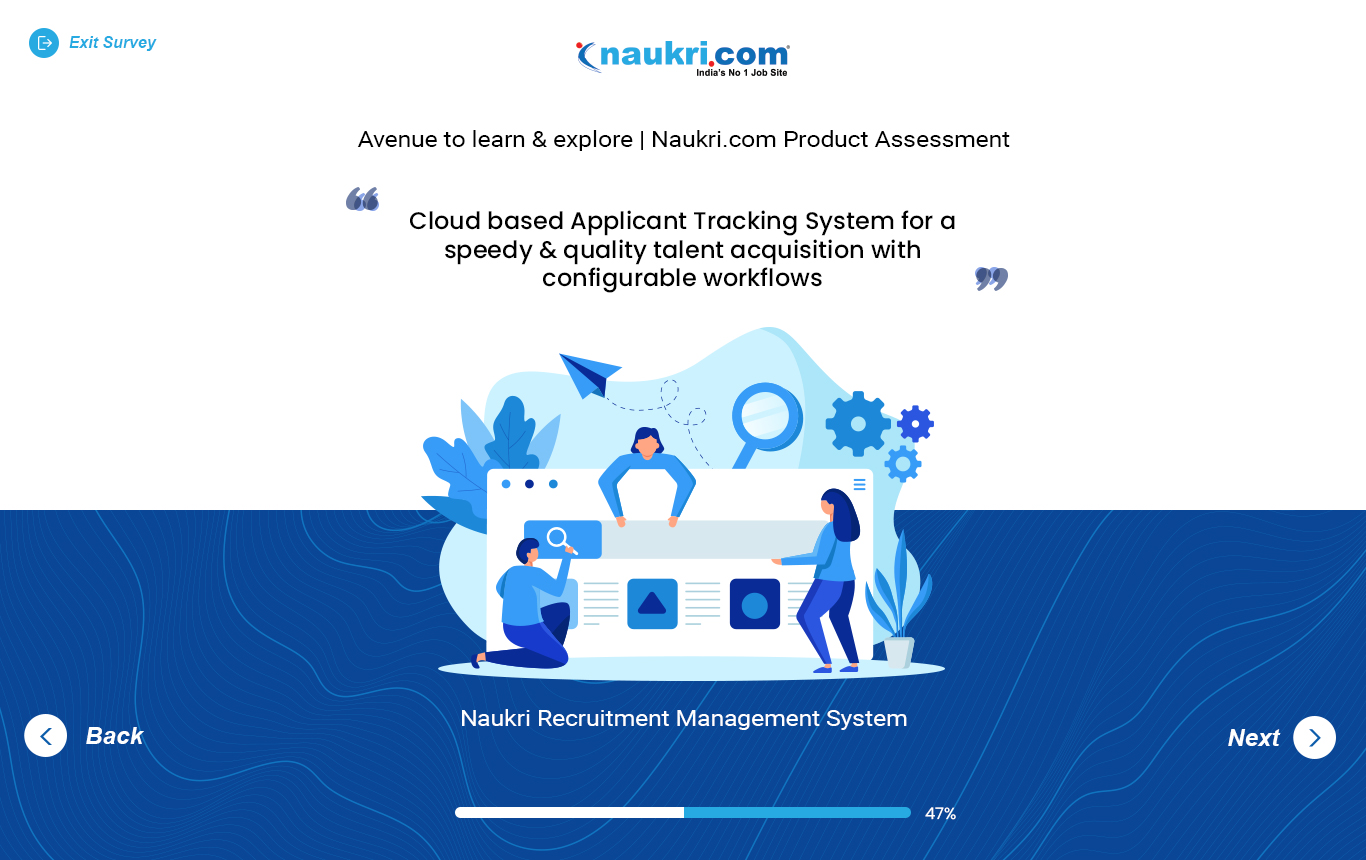 Exit Survey
naukri.com
India's No 1 Job Site
Avenue to learn & explore | Naukri.com Product Assessment
Cloud based Applicant Tracking System for a
speedy & quality talent acquisition with
configurable workflows
Naukri Recruitment Management System
Back
Next
47%